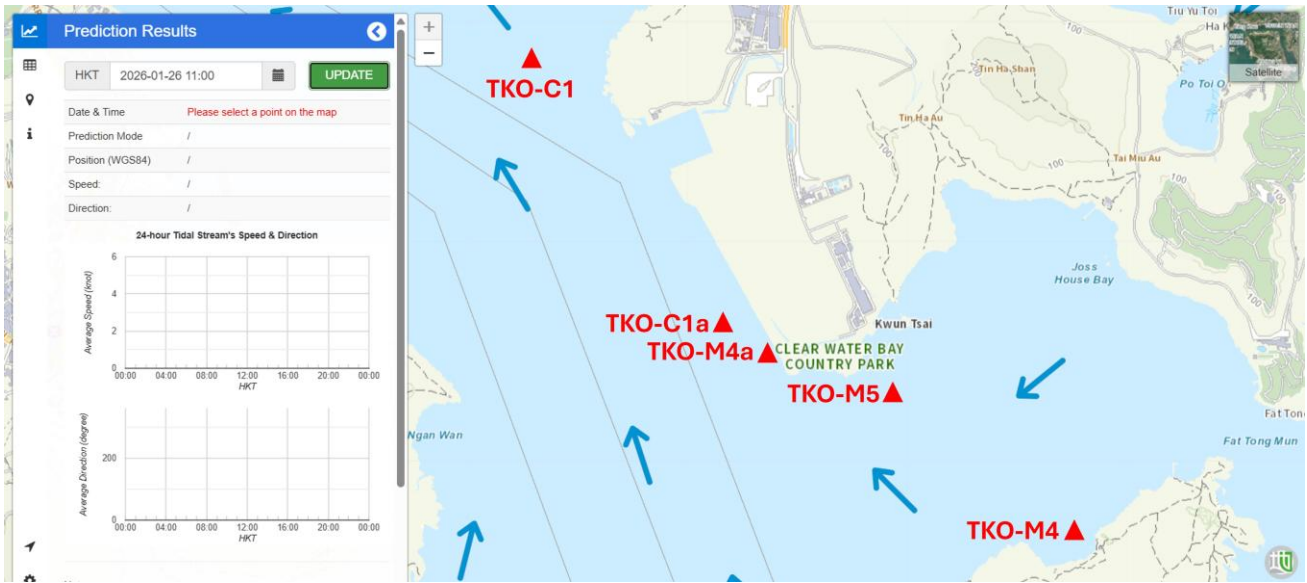 Prediction Results
HKT 2026-01-26 11:00 UPDATE
Date & Time Please select a point on the map
Prediction Mode /
Position (WGS84) /
Speed: /
Direction: /
24-hour Tidal Stream's Speed & Direction
Average Speed (knot)
6
4
2
0
00:00 04:00 08:00 12:00 16:00 20:00 00:00
HKT
Average Direction (degree)
200
0
00:00 04:00 08:00 12:00 16:00 20:00 00:00
HKT
+
−
TKO-C1
Tiu Yu Toi
Satellite
100
Tin Ha Shan
Po Toi O
Tin Ha Au
100
100
Tai Miu Au
100
100
Joss
House Bay
TKO-C1a
Kwun Tsai
TKO-M4a
CLEAR WATER BAY
COUNTRY PARK
TKO-M5
Fat Ton
Ngan Wan
Fat Tong Mun
TKO-M4